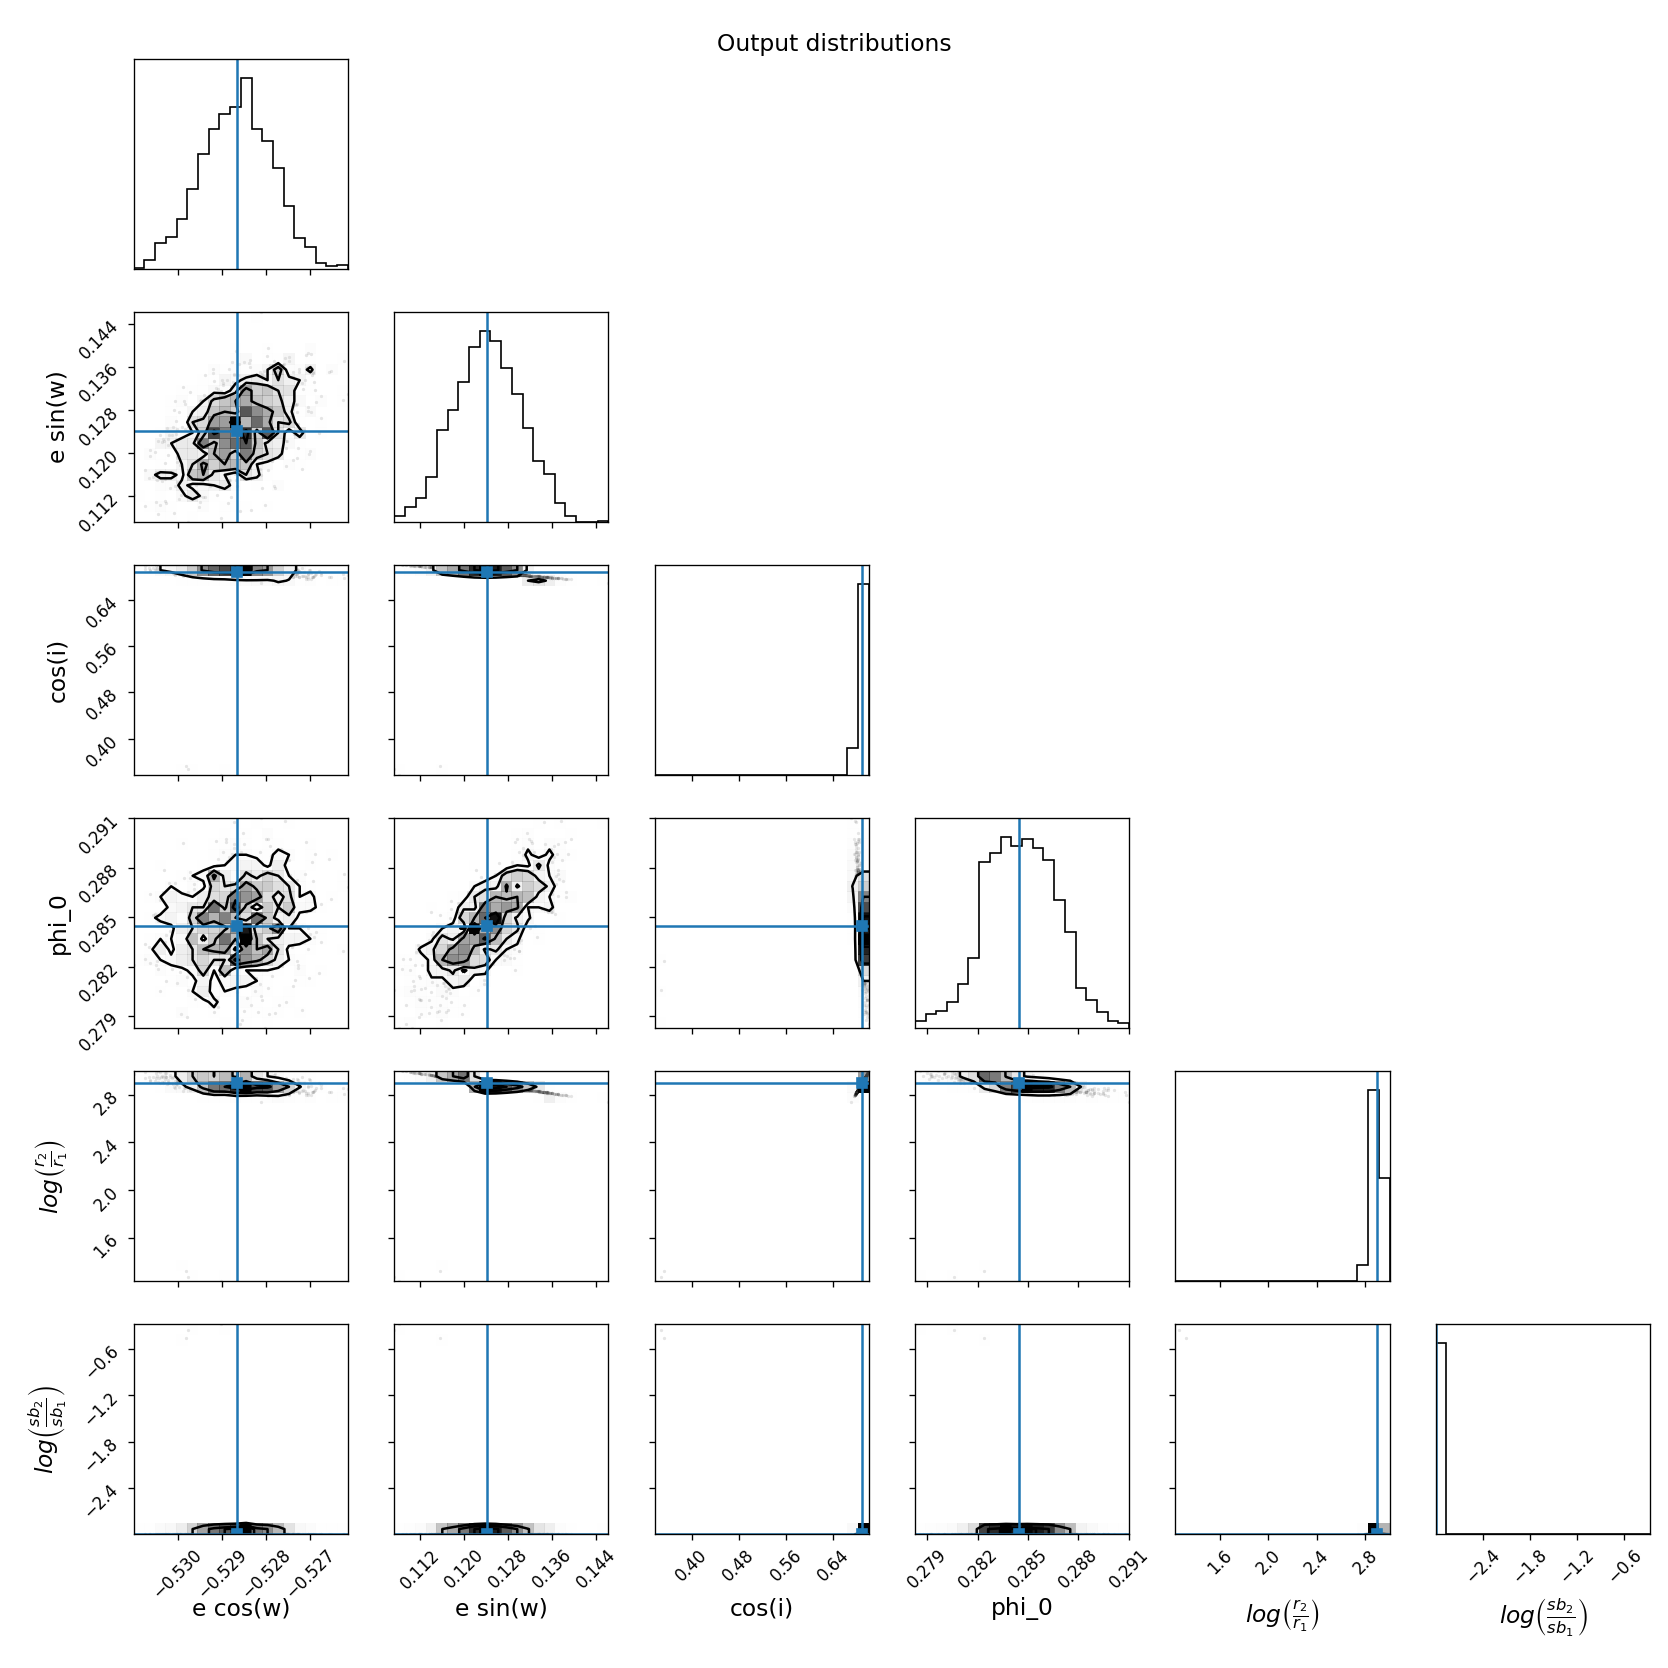 Output distributions
e sin(w)
0.144
0.136
0.128
0.120
0.112
cos(i)
0.64
0.56
0.48
0.40
phi_0
0.291
0.288
0.285
0.282
0.279
log(r₂/r₁)
2.8
2.4
2.0
1.6
log(sb₂/sb₁)
−0.6
−1.2
−1.8
−2.4
−0.530 −0.529 −0.528 −0.527
0.112 0.120 0.128 0.136 0.144
0.40 0.48 0.56 0.64
0.279 0.282 0.285 0.288 0.291
1.6 2.0 2.4 2.8
−2.4 −1.8 −1.2 −0.6
e cos(w)
e sin(w)
cos(i)
phi_0
log(r₂/r₁)
log(sb₂/sb₁)